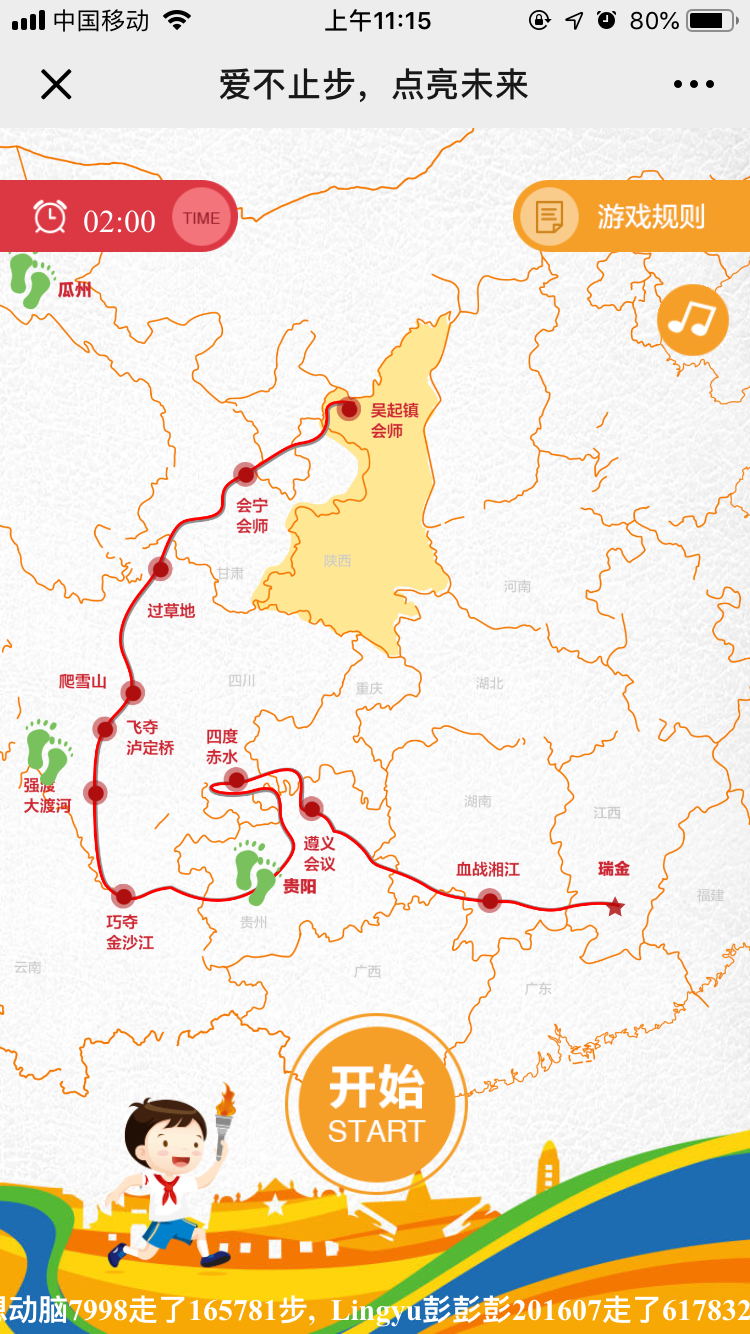 中国移动
上午11:15
80%
爱不止步，点亮未来
02:00
TIME
游戏规则
瓜州
吴起镇
会师
会宁
会师
陕西
甘肃
河南
过草地
爬雪山
四川
重庆
湖北
飞夺
泸定桥
四度
赤水
强渡
大渡河
湖南
江西
遵义
会议
血战湘江
瑞金
贵阳
福建
巧夺
金沙江
贵州
云南
广西
广东
开始
START
想动脑7998走了165781步，Lingyu彭彭彭201607走了617832